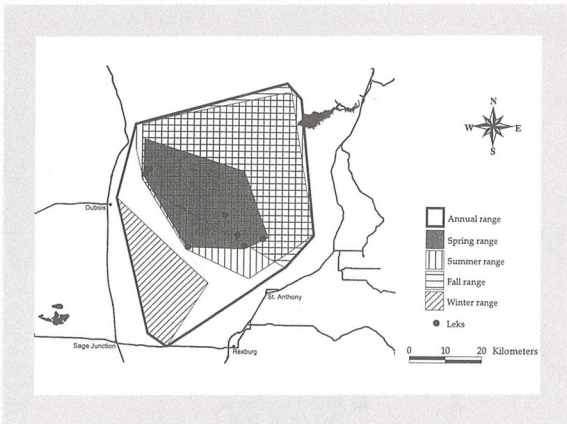 N
W E
S
Dubois
Annual range
Spring range
Summer range
Fall range
Winter range
Leks
St. Anthony
Sage Junction
Rexburg
0 10 20 Kilometers